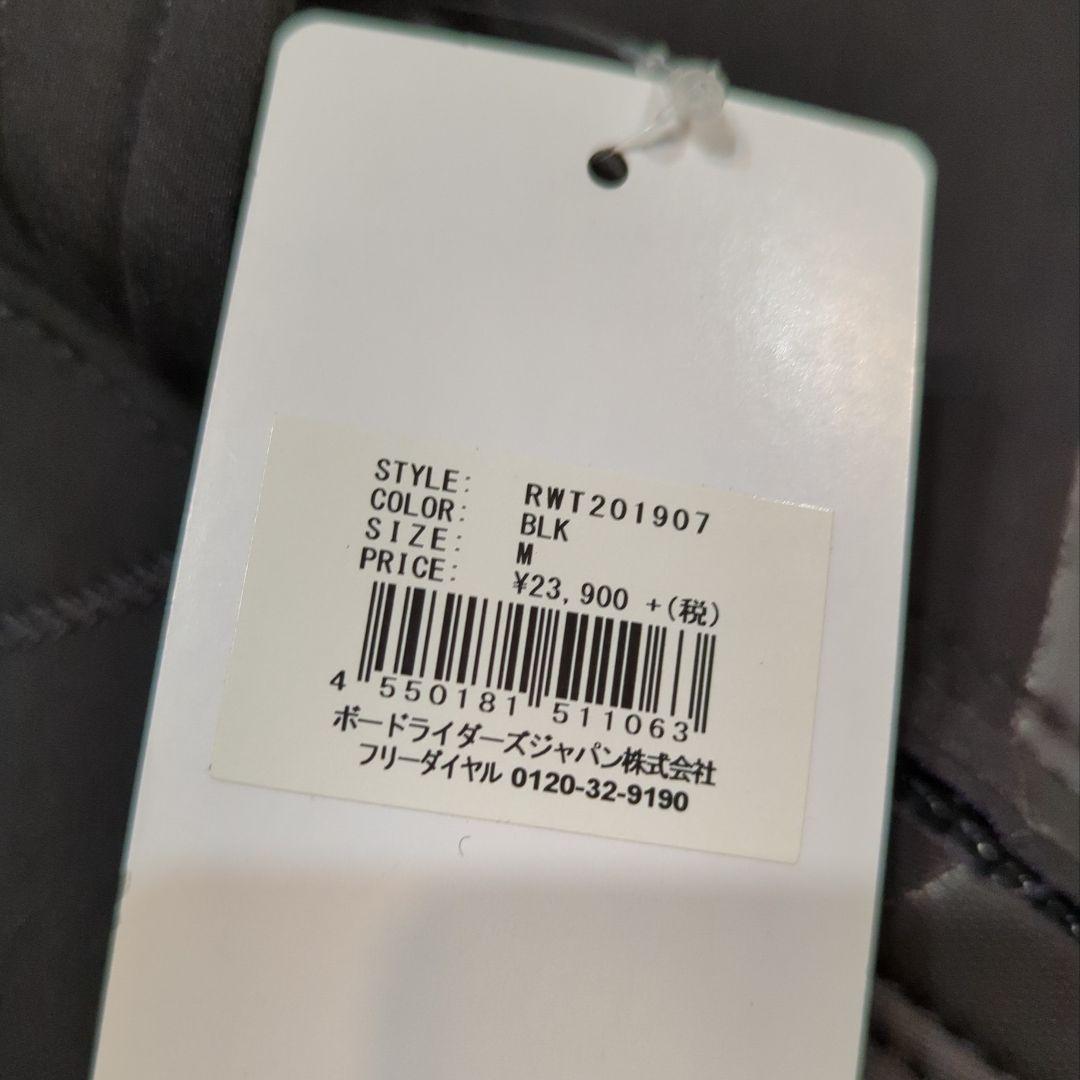 STYLE: RWT201907
COLOR: BLK
SIZE: M
PRICE: ¥23,900 +(税)
4 550181 511063
ボードライダーズジャパン株式会社
フリーダイヤル 0120-32-9190